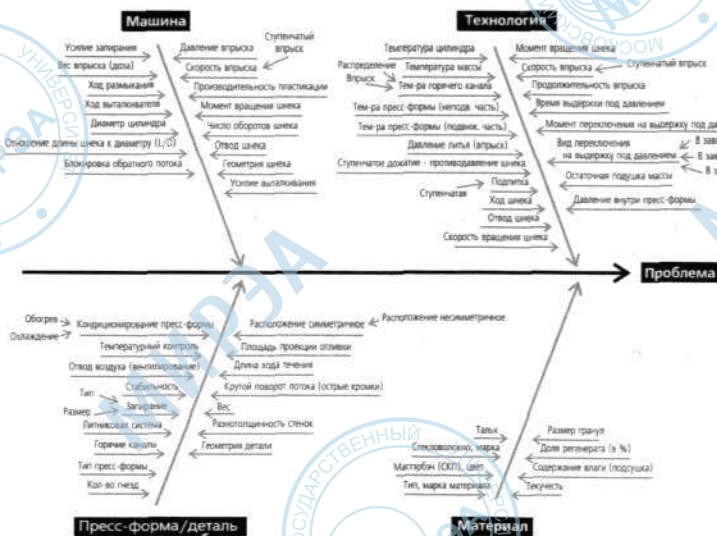 Машина
Технология
Усилие запирания
Вес впрыска (доза)
Ход размыкания
Ход выталкивателя
Диаметр цилиндра
Отношение длины шнека к диаметру (L/D)
Блокировка обратного потока
Давление впрыска
Ступенчатый
впрыск
Скорость впрыска
Производительность пластикации
Момент вращения шнека
Число оборотов шнека
Отвод шнека
Геометрия шнека
Усилие выталкивания
Температура цилиндра
Распределение
Температура массы
Впрыск
Тем-ра горячего канала
Тем-ра пресс-формы (неподв. часть)
Тем-ра пресс-формы (подвиж. часть)
Давление литья (впрыск)
Ступенчатое дожатие - противодавление шнека
Подпитка
Ступенчатая
Ход шнека
Отвод шнека
Скорость вращения шнека
Момент вращения шнека
Скорость впрыска
Ступенчатый впрыск
Продолжительность впрыска
Время выдержки под давлением
Момент переключения на выдержку под да
Вид переключения
на выдержку под давлением
В зави
В зав
В з
Остаточная подушка массы
Давление внутри пресс-формы
Проблема
Обогрев
Охлаждение
Кондиционирование пресс-формы
Температурный контроль
Отвод воздуха (вентилирование)
Стабильность
Тип
Размер
Запирание
Литниковая система
Горячие каналы
Тип пресс-формы
Кол-во гнезд
Расположение симметричное
Расположение несимметричное
Площадь проекции отливки
Длина хода течения
Крутой поворот потока (острые кромки)
Вес
Разнотолщинность стенок
Геометрия детали
Тальк
Стекловолокно, марка
Мастэрбэч (СКП), цвет
Тип, марка материала
Размер гранул
Доля регенерата (в %)
Содержание влаги (подсушка)
Текучесть
Пресс-форма/деталь
Материал
МИРЭА